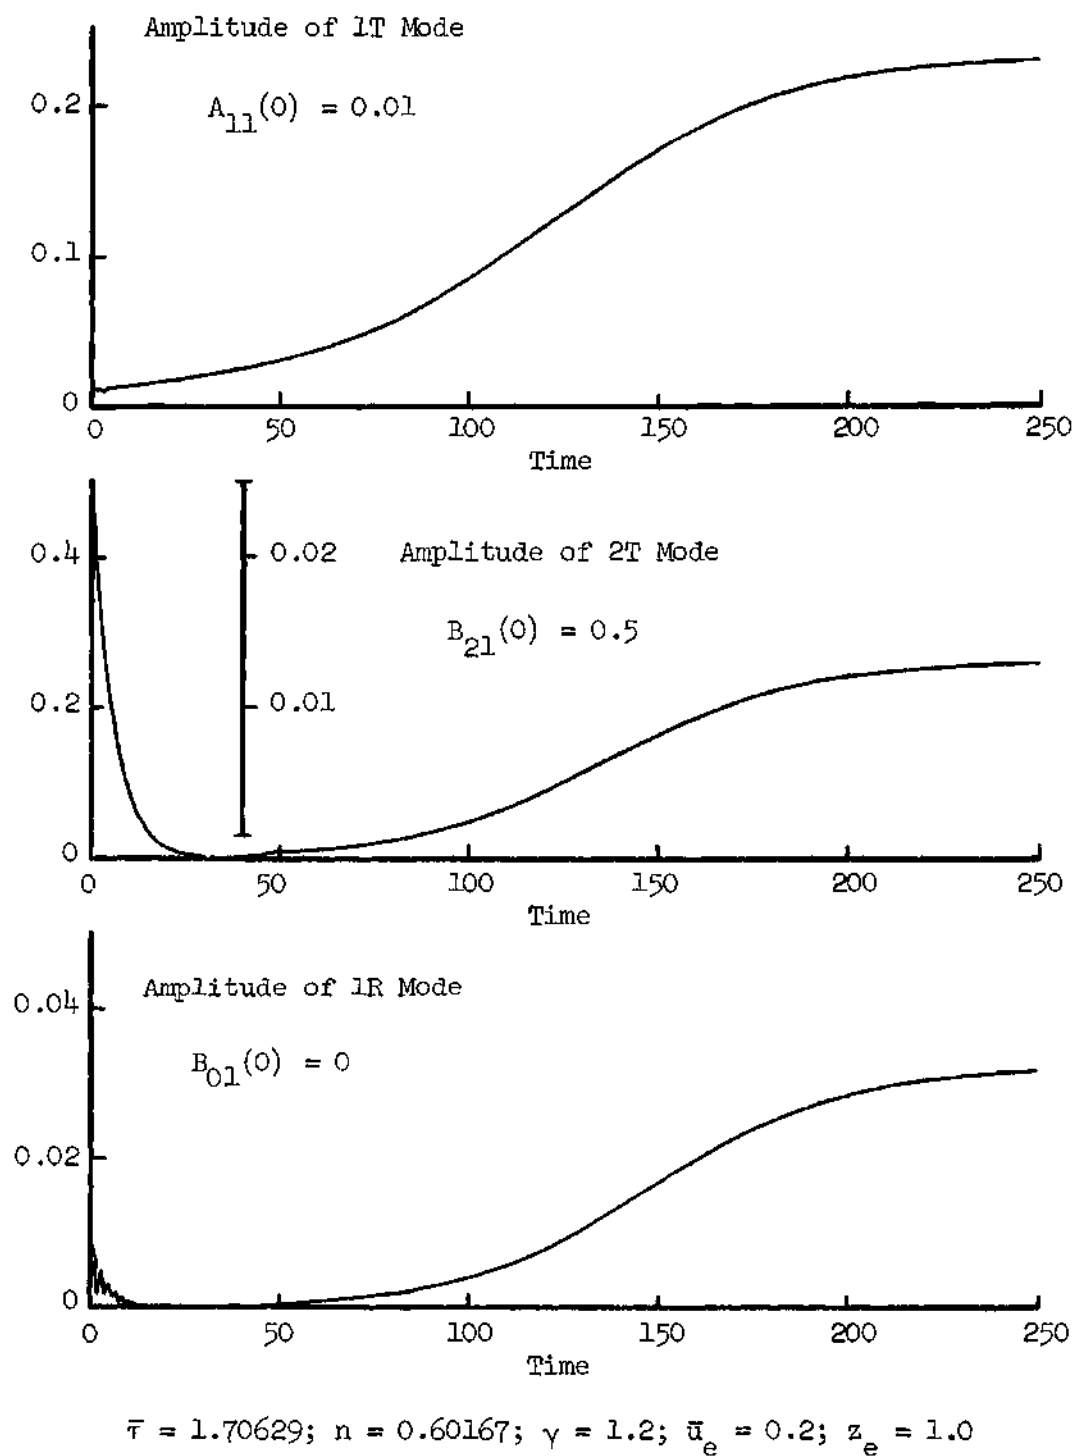 Amplitude of 1T Mode
A11(0) = 0.01
0.2
0.1
0
0 50 100 150 200 250
Time
0.4
0.02
Amplitude of 2T Mode
B21(0) = 0.5
0.2
0.01
0
0 50 100 150 200 250
Time
Amplitude of 1R Mode
0.04
B01(0) = 0
0.02
0
0 50 100 150 200 250
Time
τ̄ = 1.70629; n = 0.60167; γ = 1.2; ū_e = 0.2; z_e = 1.0